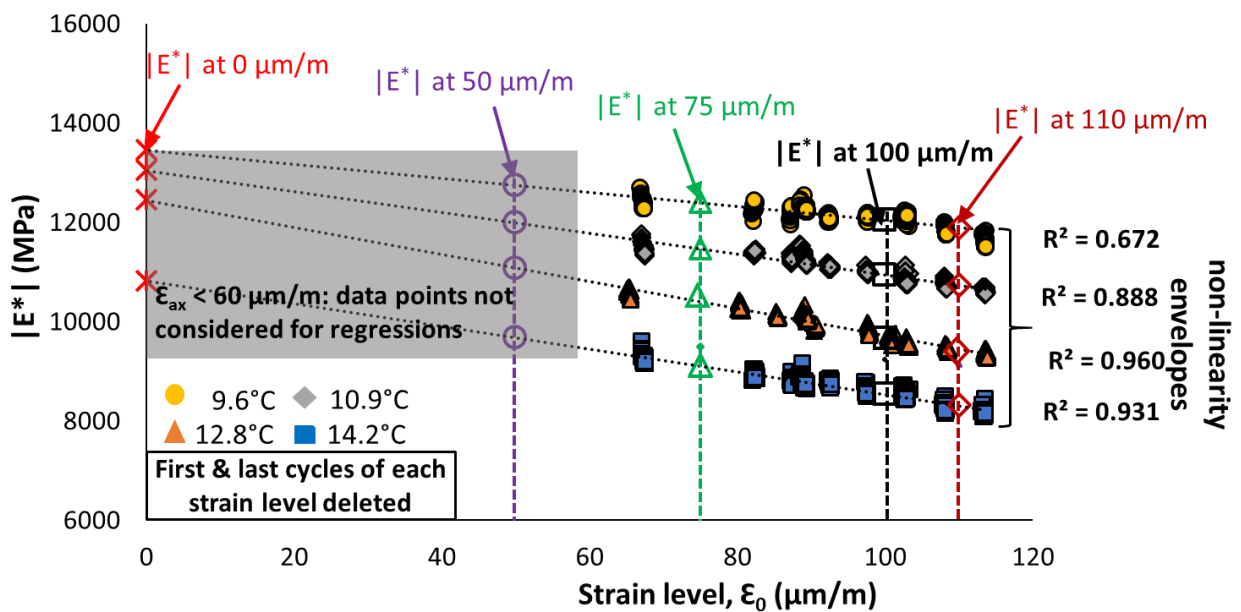 16000
14000
12000
10000
8000
6000
|E*| (MPa)
|E*| at 0 µm/m
|E*| at 50 µm/m
|E*| at 75 µm/m
|E*| at 100 µm/m
|E*| at 110 µm/m
Ɛax < 60 µm/m: data points not
considered for regressions
9.6°C
10.9°C
12.8°C
14.2°C
First & last cycles of each
strain level deleted
R² = 0.672
R² = 0.888
R² = 0.960
R² = 0.931
non-linearity
envelopes
0
20
40
60
80
100
120
Strain level, Ɛ0 (µm/m)